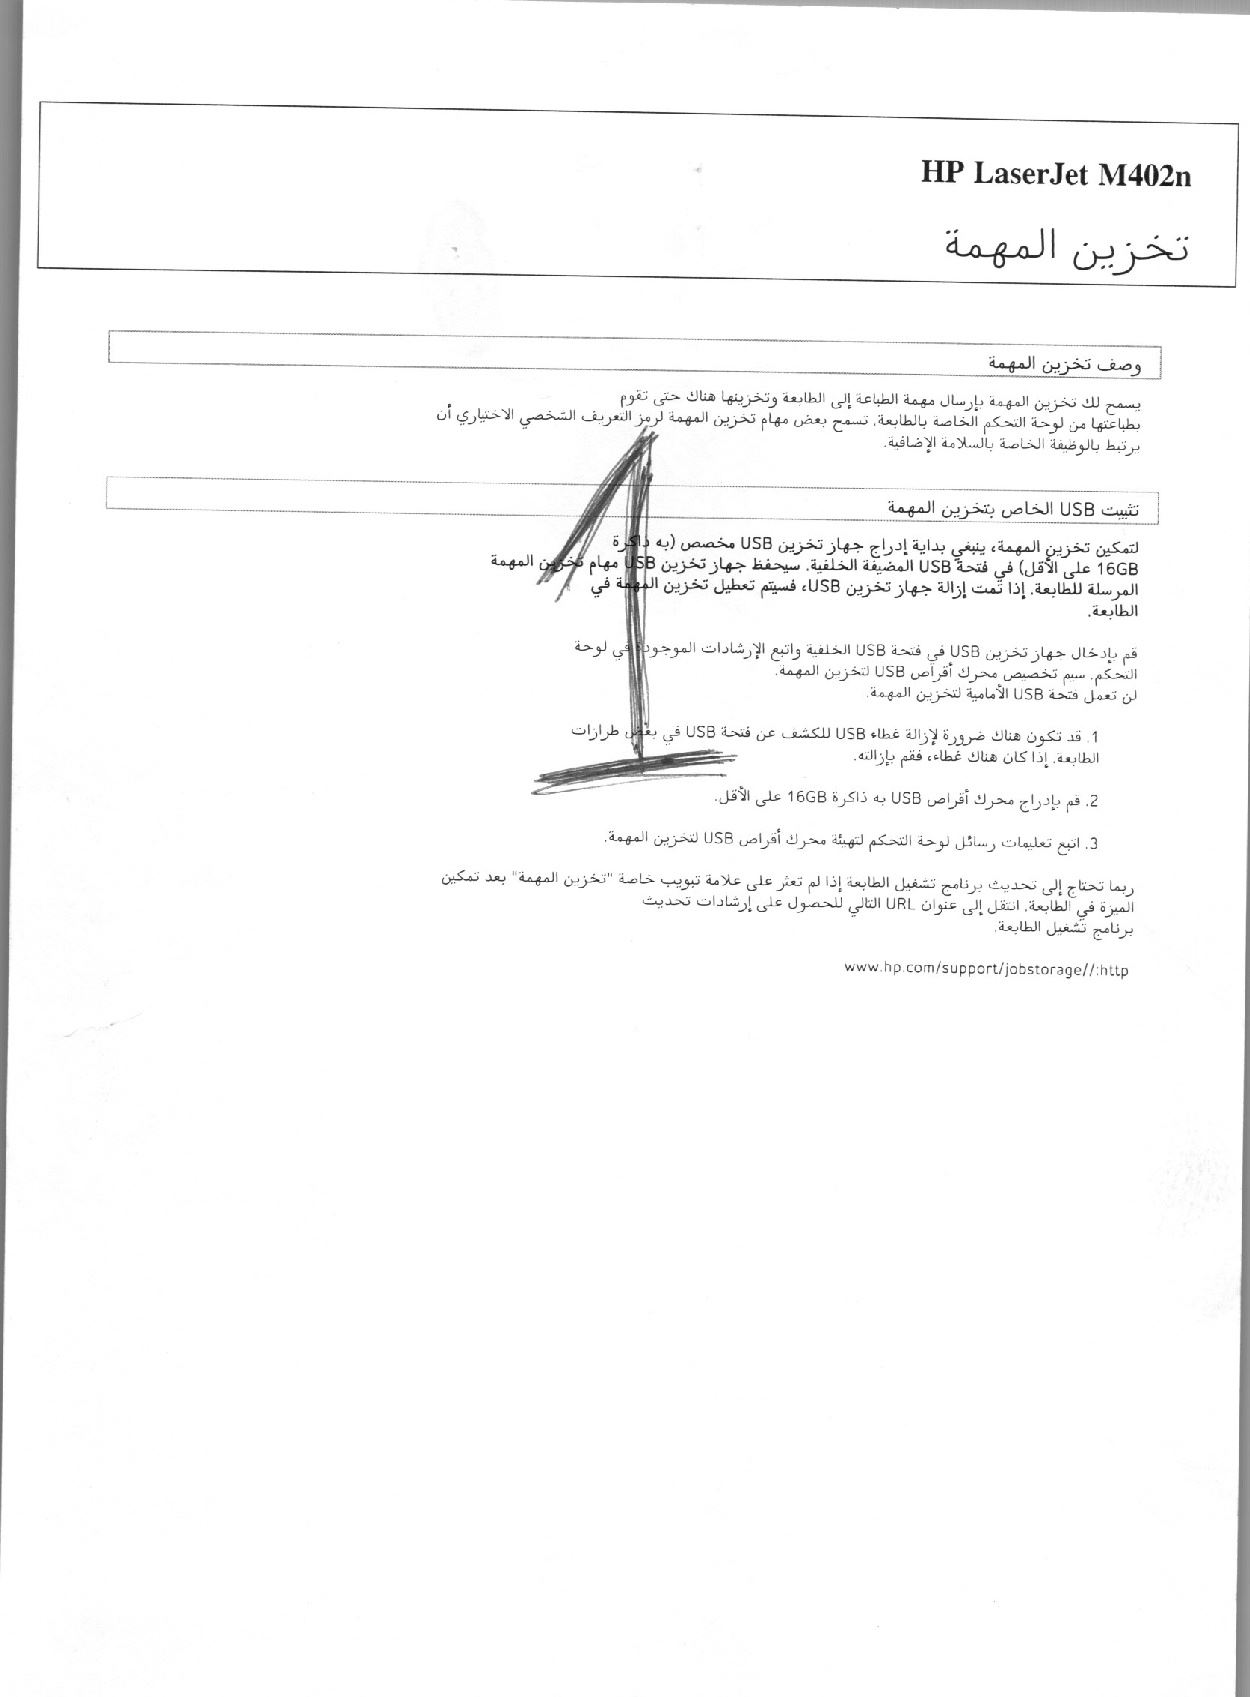 HP LaserJet M402n
تخزين المهمة
وصف تخزين المهمة
يسمح لك تخزين المهمة بإرسال مهمة الطباعة إلى الطابعة وتخزينها هناك حتى تقوم
بطباعتها من لوحة التحكم الخاصة بالطابعة. تسمح بعض مهام تخزين المهمة لرمز التعريف الشخصي الاختياري أن
يرتبط بالوظيفة الخاصة بالسلامة الإضافية.
تثبيت USB الخاص بتخزين المهمة
لتمكين تخزين المهمة، ينبغي بداية إدراج جهاز تخزين USB مخصص (به ذاكرة
16GB على الأقل) في فتحة USB المضيفة الخلفية. سيحفظ جهاز تخزين USB مهام تخزين المهمة
المرسلة للطابعة. إذا تمت إزالة جهاز تخزين USB، فسيتم تعطيل تخزين المهمة في
الطابعة.
قم بإدخال جهاز تخزين USB في فتحة USB الخلفية واتبع الإرشادات الموجودة في لوحة
التحكم. سيم تخصيص محرك أقراص USB لتخزين المهمة.
لن تعمل فتحة USB الأمامية لتخزين المهمة.
1. قد تكون هناك ضرورة لإزالة غطاء USB للكشف عن فتحة USB في بعض طرازات
الطابعة. إذا كان هناك غطاء، فقم بإزالته.
2. قم بإدراج محرك أقراص USB به ذاكرة 16GB على الأقل.
3. اتبع تعليمات رسائل لوحة التحكم لتهيئة محرك أقراص USB لتخزين المهمة.
ربما تحتاج إلى تحديث برنامج تشغيل الطابعة إذا لم تعثر على علامة تبويب خاصة "تخزين المهمة" بعد تمكين
الميزة في الطابعة. انتقل إلى عنوان URL التالي للحصول على إرشادات تحديث
برنامج تشغيل الطابعة.
www.hp.com/support/jobstorage//:http
1